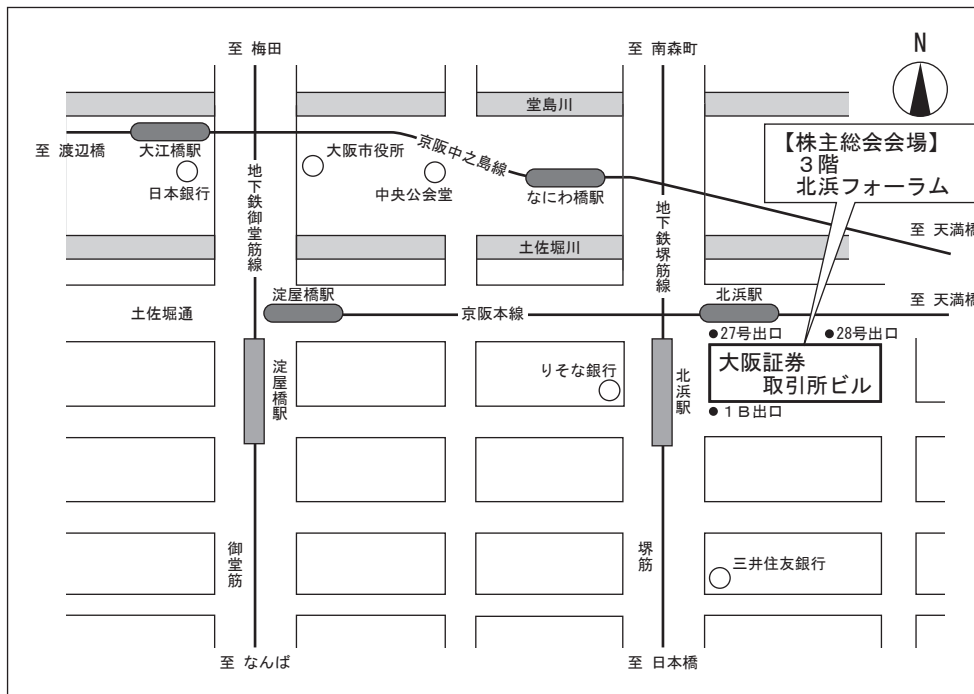 至 梅田
至 南森町
N
堂島川
至 渡辺橋
大江橋駅
日本銀行
地下鉄御堂筋線
大阪市役所
中央公会堂
京阪中之島線
なにわ橋駅
地下鉄堺筋線
【株主総会会場】
3階
北浜フォーラム
至 天満橋
土佐堀川
土佐堀通
淀屋橋駅
京阪本線
北浜駅
至 天満橋
●27号出口
●28号出口
淀屋橋駅
りそな銀行
北浜駅
大阪証券
取引所ビル
●1B出口
御堂筋
堺筋
三井住友銀行
至 なんば
至 日本橋